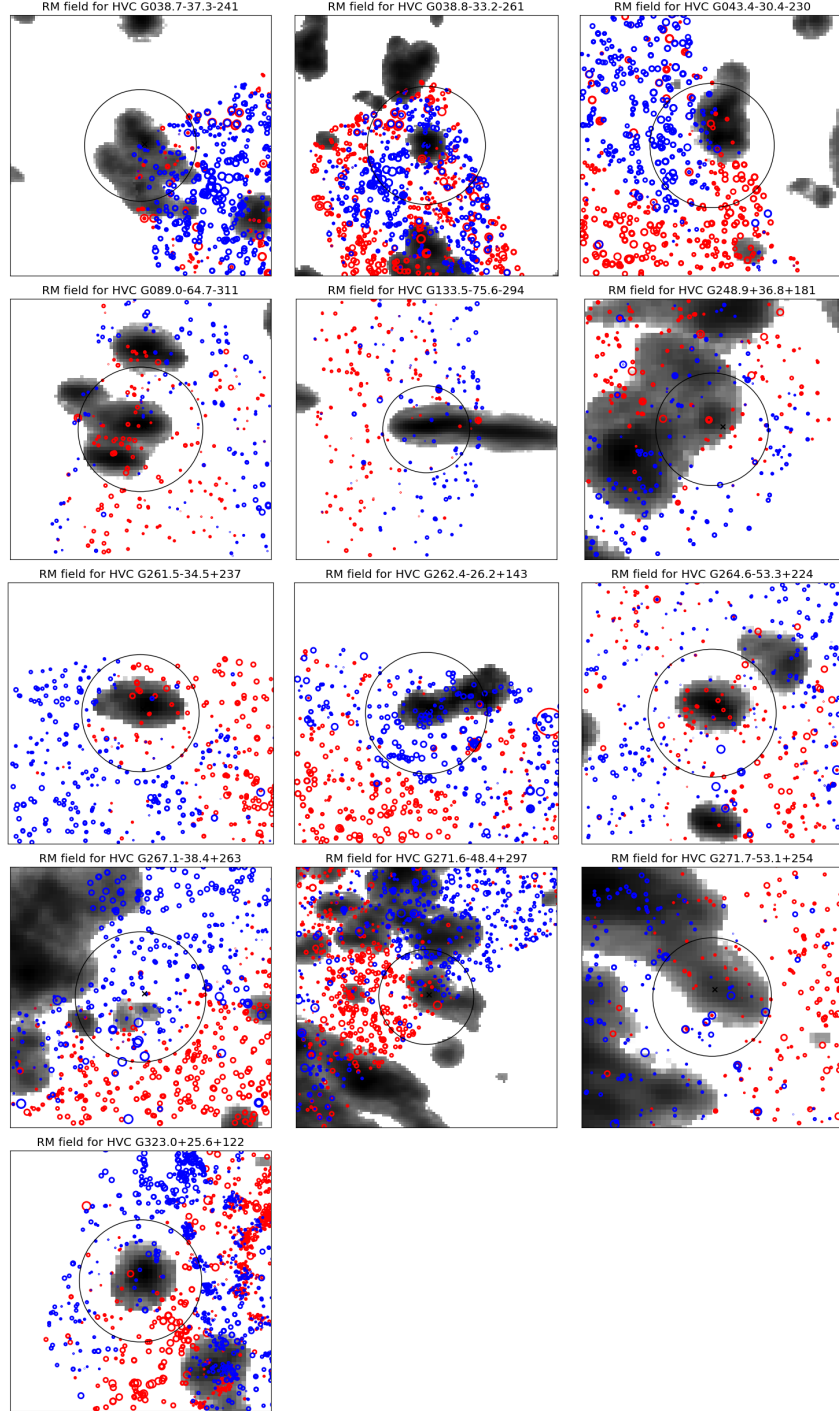 RM field for HVC G038.7-37.3-241
RM field for HVC G038.8-33.2-261
RM field for HVC G043.4-30.4-230
RM field for HVC G089.0-64.7-311
RM field for HVC G133.5-75.6-294
RM field for HVC G248.9+36.8+181
RM field for HVC G261.5-34.5+237
RM field for HVC G262.4-26.2+143
RM field for HVC G264.6-53.3+224
RM field for HVC G267.1-38.4+263
RM field for HVC G271.6-48.4+297
RM field for HVC G271.7-53.1+254
RM field for HVC G323.0+25.6+122